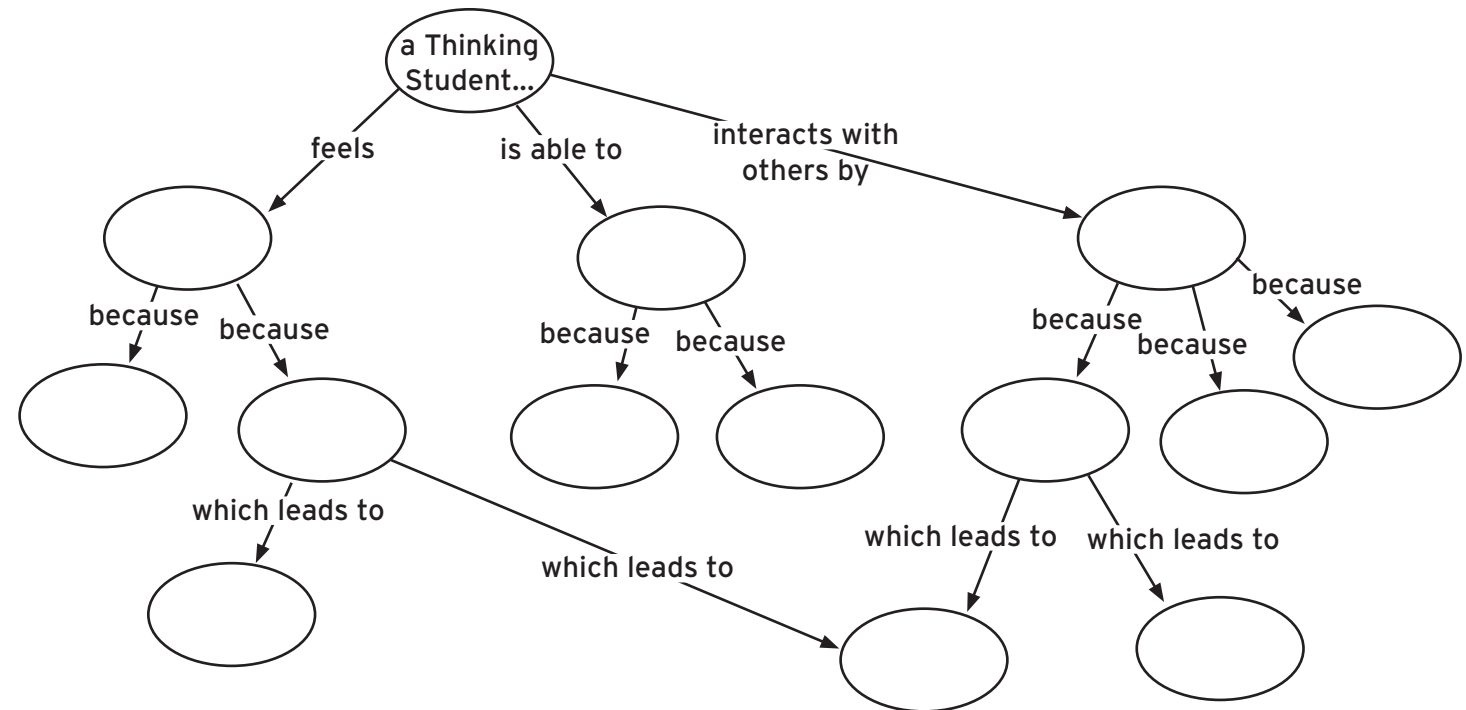 a Thinking
Student...
feels
is able to
interacts with
others by
because
because
because
because
because
because
because
which leads to
which leads to
which leads to
which leads to